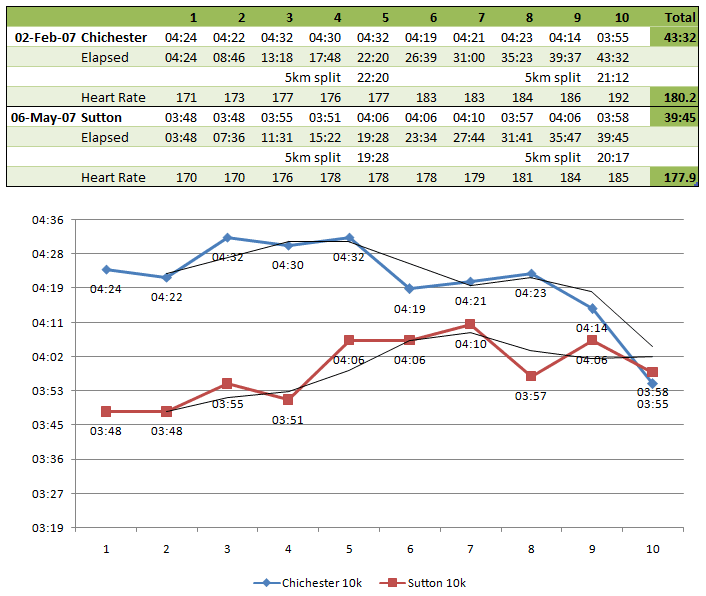 1 2 3 4 5 6 7 8 9 10 Total
02-Feb-07 Chichester 04:24 04:22 04:32 04:30 04:32 04:19 04:21 04:23 04:14 03:55 43:32
Elapsed 04:24 08:46 13:18 17:48 22:20 26:39 31:00 35:23 39:37 43:32
5km split 22:20 5km split 21:12
Heart Rate 171 173 177 176 177 183 183 184 186 192 180.2
06-May-07 Sutton 03:48 03:48 03:55 03:51 04:06 04:06 04:10 03:57 04:06 03:58 39:45
Elapsed 03:48 07:36 11:31 15:22 19:28 23:34 27:44 31:41 35:47 39:45
5km split 19:28 5km split 20:17
Heart Rate 170 170 176 178 178 178 179 181 184 185 177.9
04:36
04:28
04:19
04:11
04:02
03:53
03:45
03:36
03:27
03:19
04:24 04:22 04:32 04:30 04:32 04:19 04:21 04:23 04:14 03:55
03:48 03:48 03:55 03:51 04:06 04:06 04:10 03:57 04:06 03:58
1 2 3 4 5 6 7 8 9 10
Chichester 10k Sutton 10k